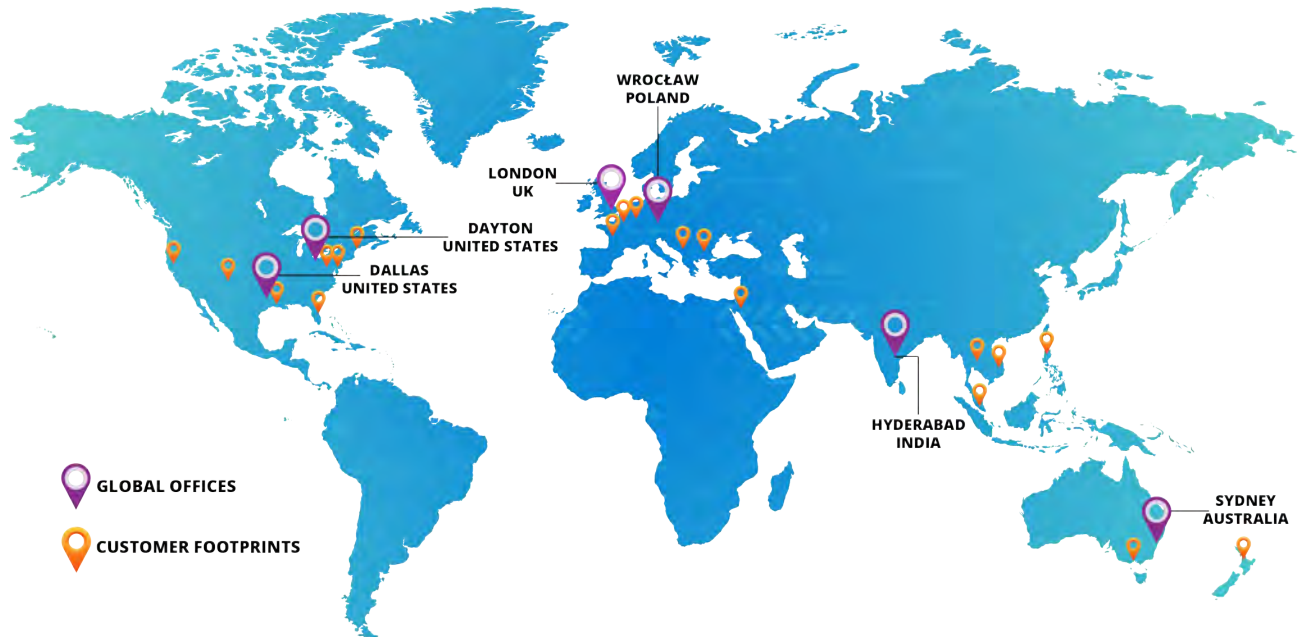 WROCŁAW
POLAND
LONDON
UK
DAYTON
UNITED STATES
DALLAS
UNITED STATES
HYDERABAD
INDIA
GLOBAL OFFICES
SYDNEY
AUSTRALIA
CUSTOMER FOOTPRINTS